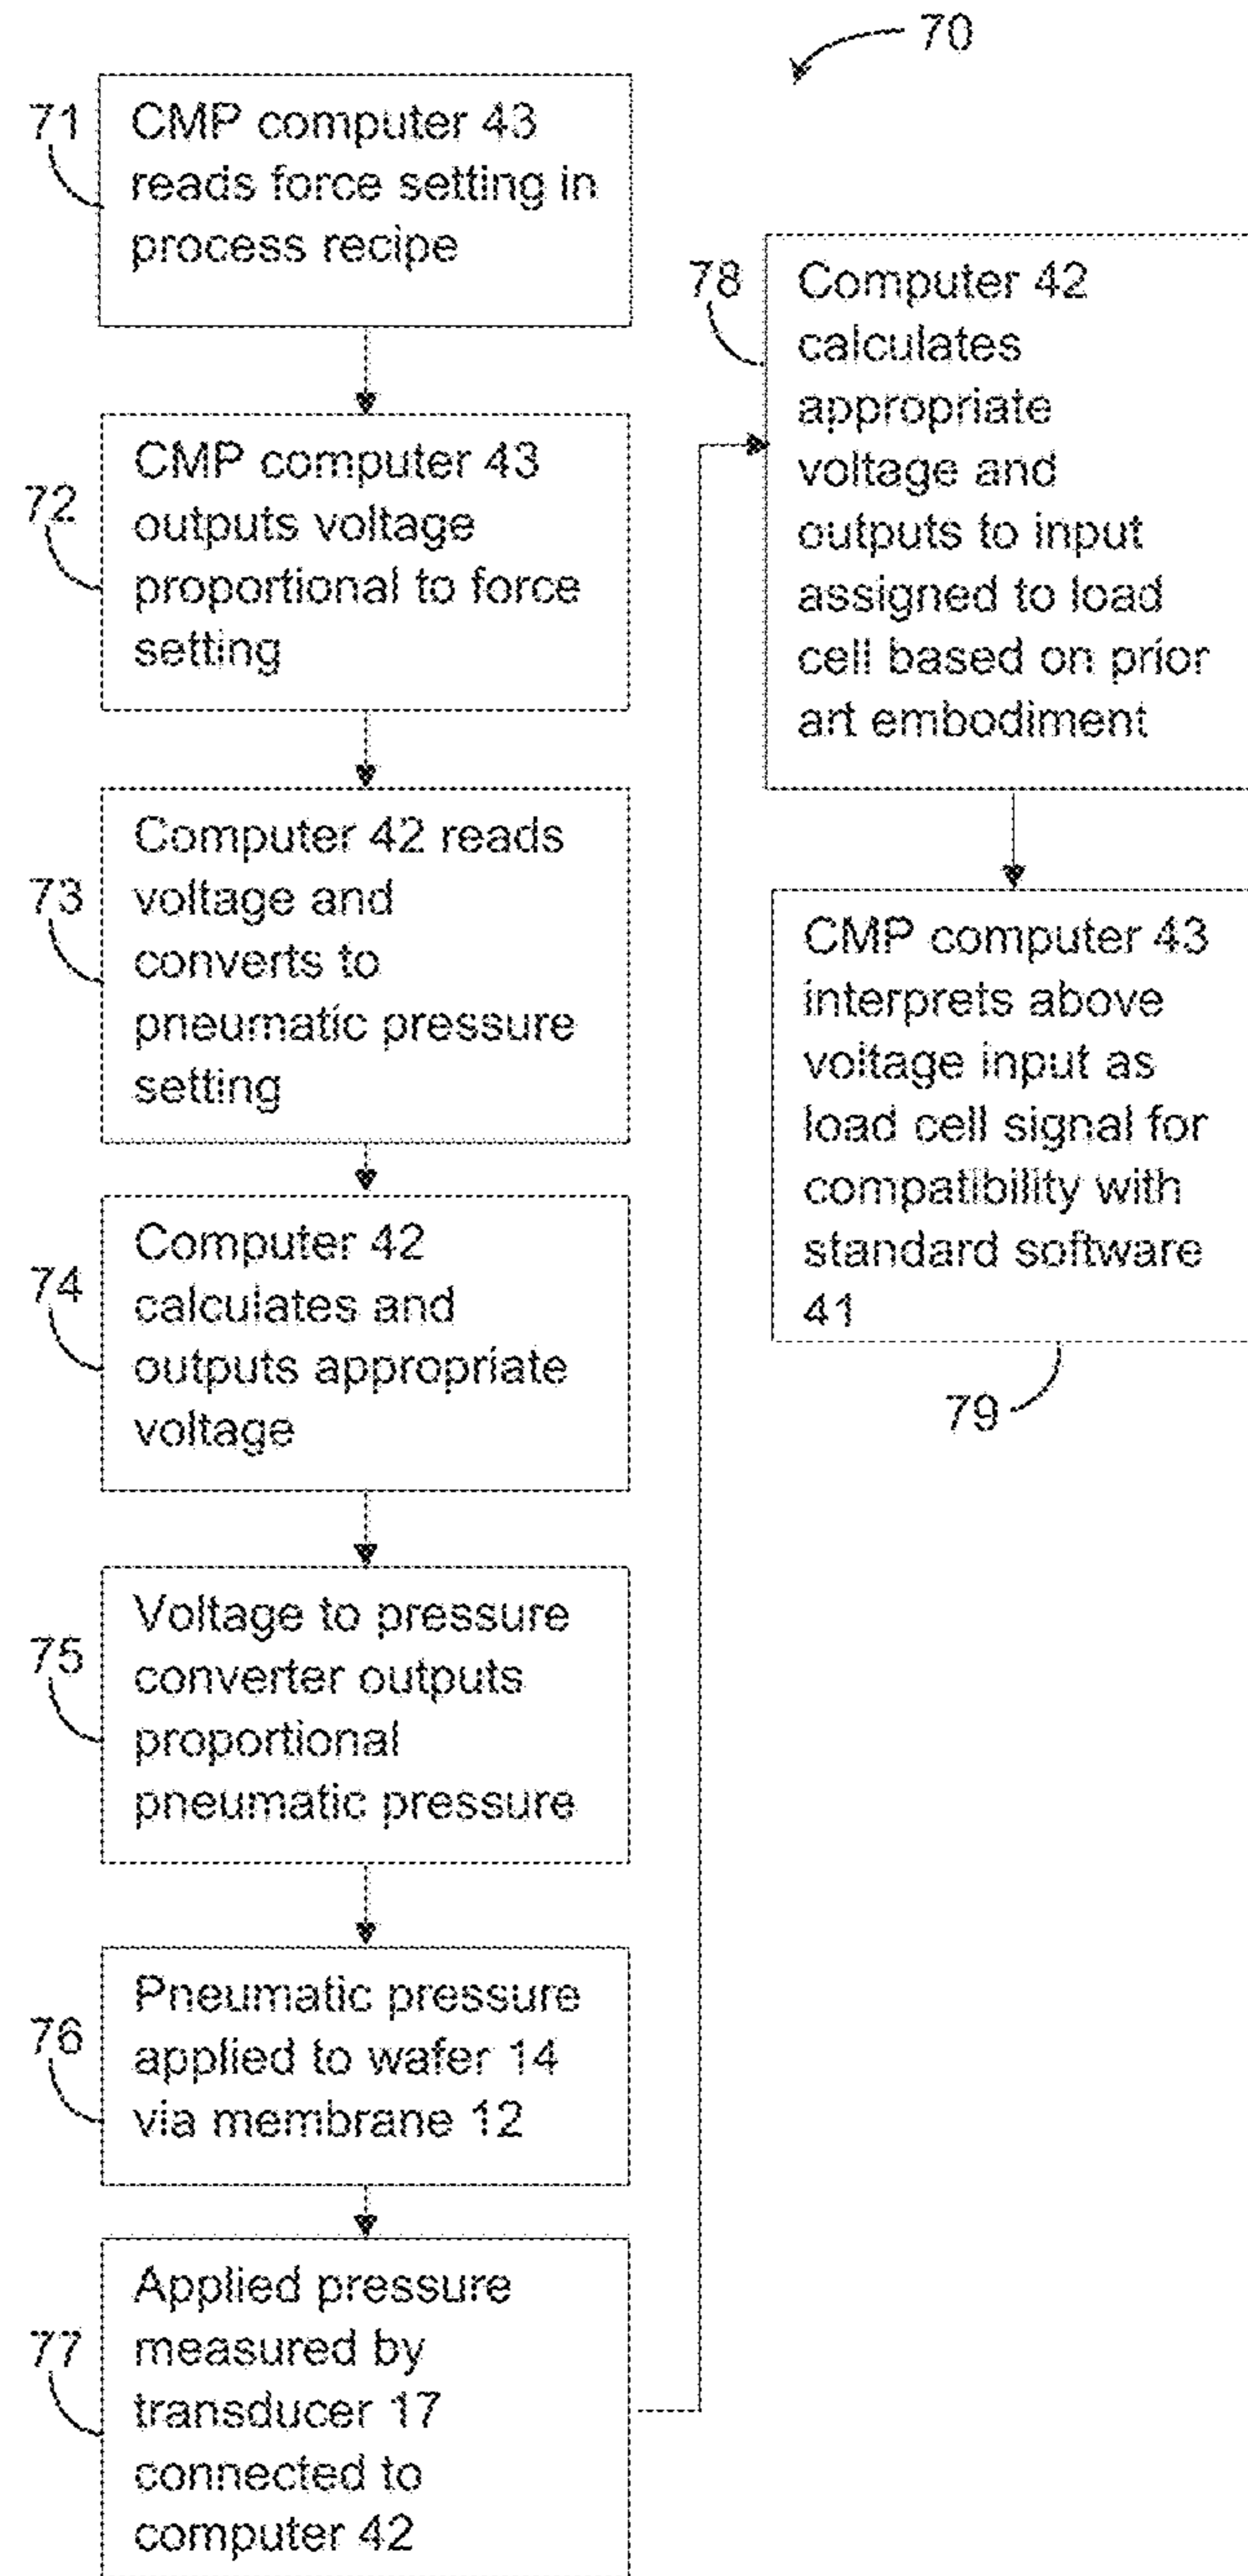 70
71
CMP computer 43
reads force setting in
process recipe
72
CMP computer 43
outputs voltage
proportional to force
setting
73
Computer 42 reads
voltage and
converts to
pneumatic pressure
setting
74
Computer 42
calculates and
outputs appropriate
voltage
75
Voltage to pressure
converter outputs
proportional
pneumatic pressure
76
Pneumatic pressure
applied to wafer 14
via membrane 12
77
Applied pressure
measured by
transducer 17
connected to
computer 42
78
Computer 42
calculates
appropriate
voltage and
outputs to input
assigned to load
cell based on prior
art embodiment
CMP computer 43
interprets above
voltage input as
load cell signal for
compatibility with
standard software
41
79